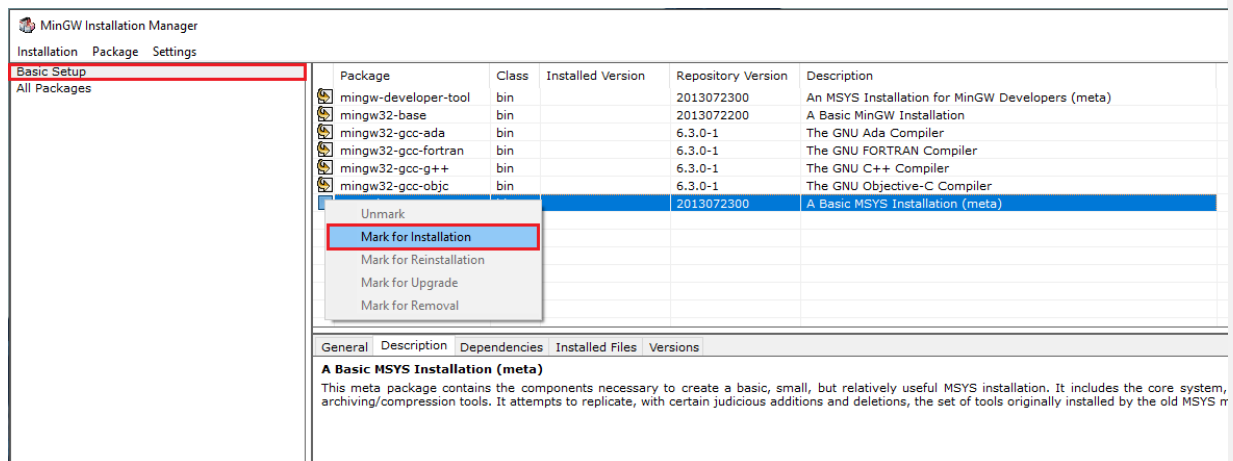 MinGW Installation Manager
Installation Package Settings
Basic Setup
All Packages
Package Class Installed Version Repository Version Description
mingw-developer-tool bin 2013072300 An MSYS Installation for MinGW Developers (meta)
mingw32-base bin 2013072200 A Basic MinGW Installation
mingw32-gcc-ada bin 6.3.0-1 The GNU Ada Compiler
mingw32-gcc-fortran bin 6.3.0-1 The GNU FORTRAN Compiler
mingw32-gcc-g++ bin 6.3.0-1 The GNU C++ Compiler
mingw32-gcc-objc bin 6.3.0-1 The GNU Objective-C Compiler
2013072300 A Basic MSYS Installation (meta)
Unmark
Mark for Installation
Mark for Reinstallation
Mark for Upgrade
Mark for Removal
General Description Dependencies Installed Files Versions
A Basic MSYS Installation (meta)
This meta package contains the components necessary to create a basic, small, but relatively useful MSYS installation. It includes the core system,
archiving/compression tools. It attempts to replicate, with certain judicious additions and deletions, the set of tools originally installed by the old MSYS